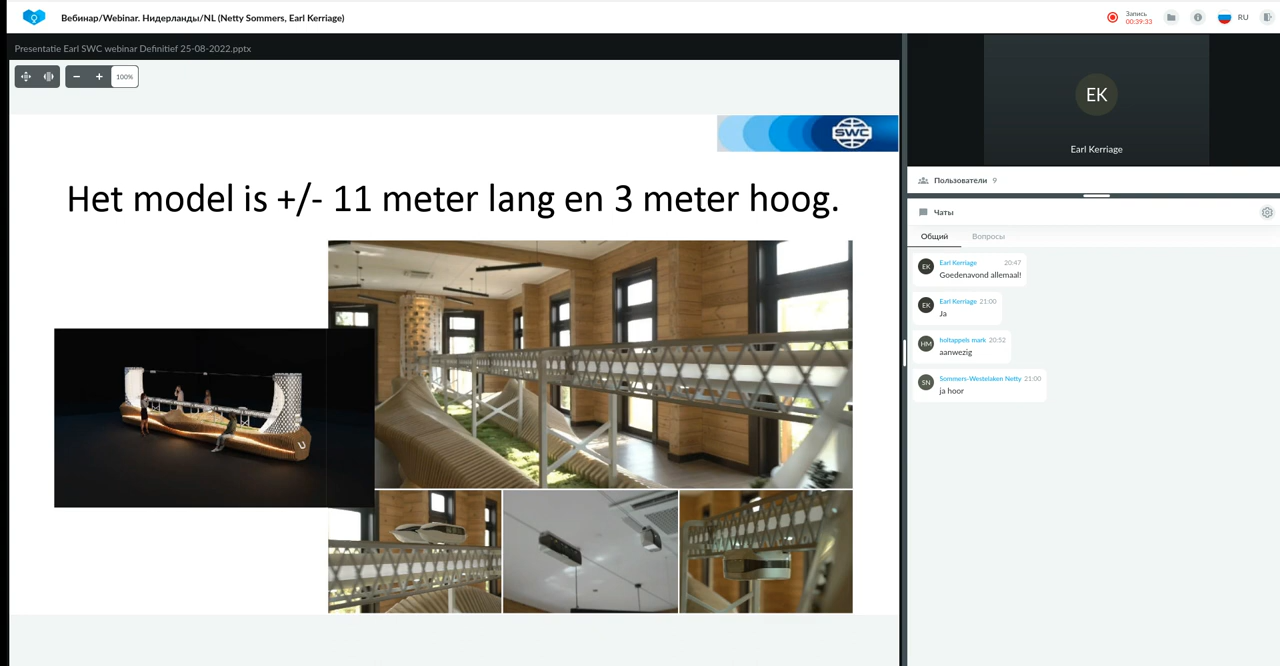 Вебинар/Webinar. Нидерланды/NL (Netty Sommers, Earl Kerriage)
Запись
00:39:33
RU
Presentatie Earl SWC webinar Definitief 25-08-2022.pptx
100%
SWC
Het model is +/- 11 meter lang en 3 meter hoog.
U
EK
Earl Kerriage
Пользователи 9
Чаты
Общий Вопросы
EK
Earl Kerriage 20:47
Goedenavond allemaal!
EK
Earl Kerriage 21:00
Ja
HM
holtappels mark 20:52
aanwezig
SN
Sommers-Westelaken Netty 21:00
ja hoor